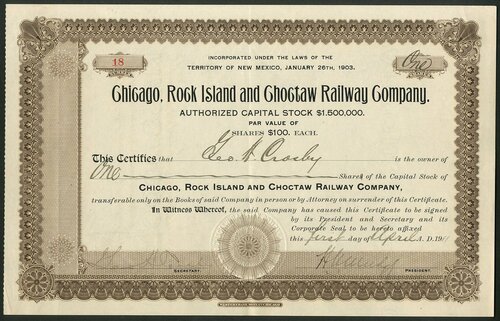 INCORPORATED UNDER THE LAWS OF THE
18 TERRITORY OF NEW MEXICO, JANUARY 26TH, 1903. One
Chicago, Rock Island and Choctaw Railway Company.
AUTHORIZED CAPITAL STOCK $1,500,000.
PAR VALUE OF
SHARES $100. EACH.
This Certifies that Geo. H. Crosby is the owner of
One Shares of the Capital Stock of
CHICAGO, ROCK ISLAND AND CHOCTAW RAILWAY COMPANY,
transferable only on the Books of said Company in person or by Attorney on surrender of this Certificate.
In Witness Whereof, the said Company has caused this Certificate to be signed
by its President and Secretary and its
Corporate Seal to be hereto affixed
this first day of April A. D. 190
SECRETARY. PRESIDENT.